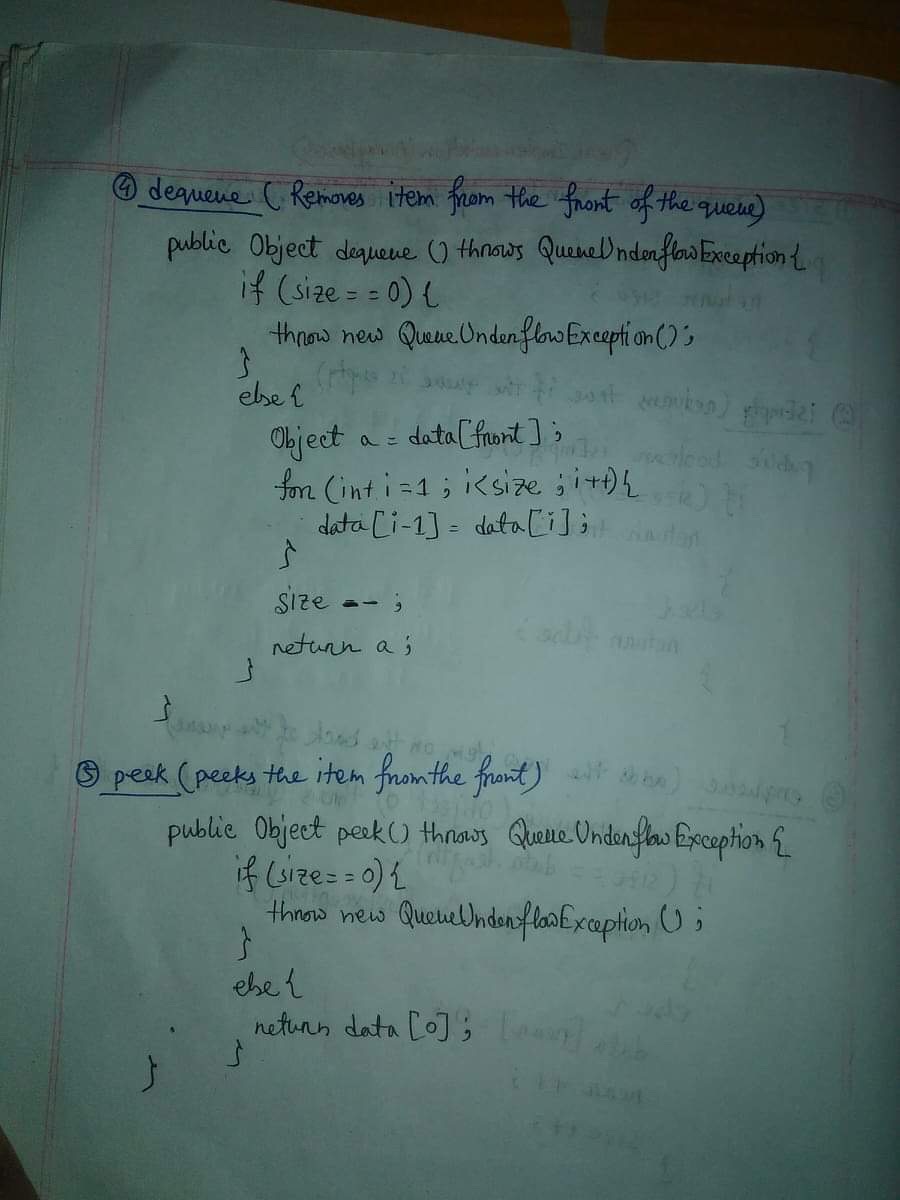 ④ dequeue ( Removes item from the front of the queue)
public Object dequeue () throws QueueUnderflowException {
if (size == 0) {
throw new QueueUnderflowException();
}
else {
Object a = data[front];
for (int i = 1 ; i<size ; i++) {
data [i-1] = data [i] ;
}
size -- ;
return a ;
}
}
⑤ peek (peeks the item from the front)
public Object peek () throws QueueUnderflowException {
if (size == 0) {
throw new QueueUnderflowException () ;
}
else {
return data [0] ;
}
}